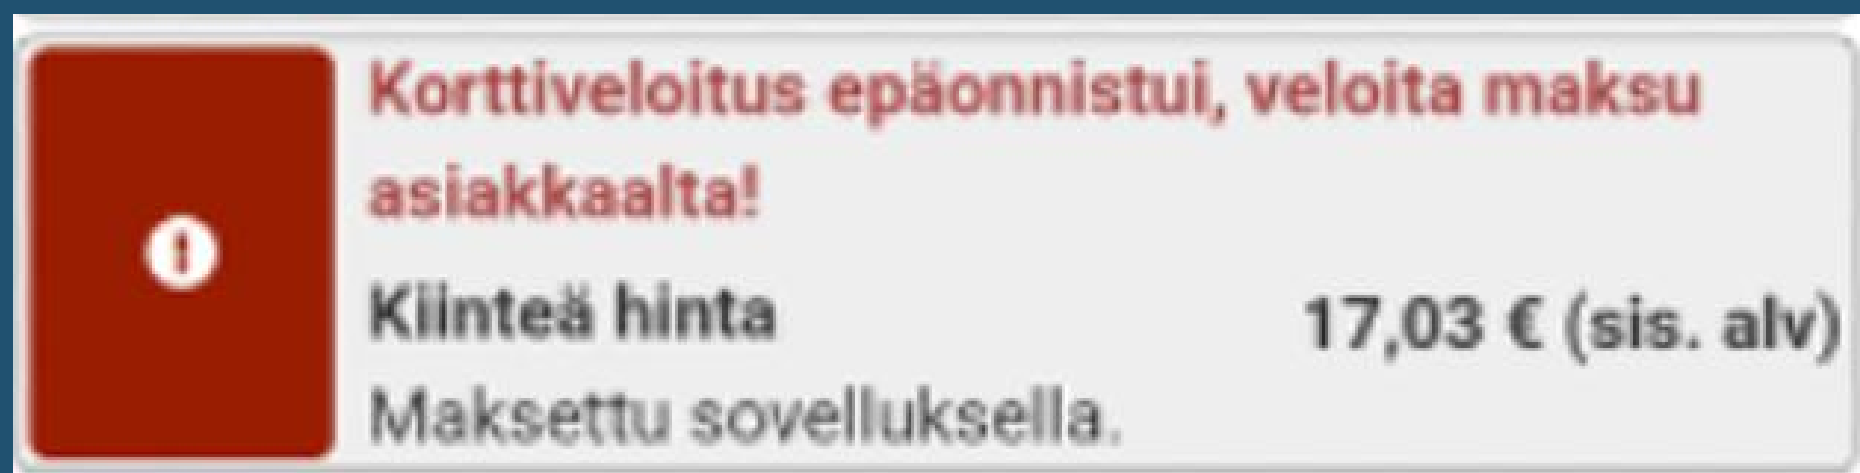 Korttiveloitus epäonnistui, veloita maksu
asiakkaalta!
Kiinteä hinta 17,03 € (sis. alv)
Maksettu sovelluksella.